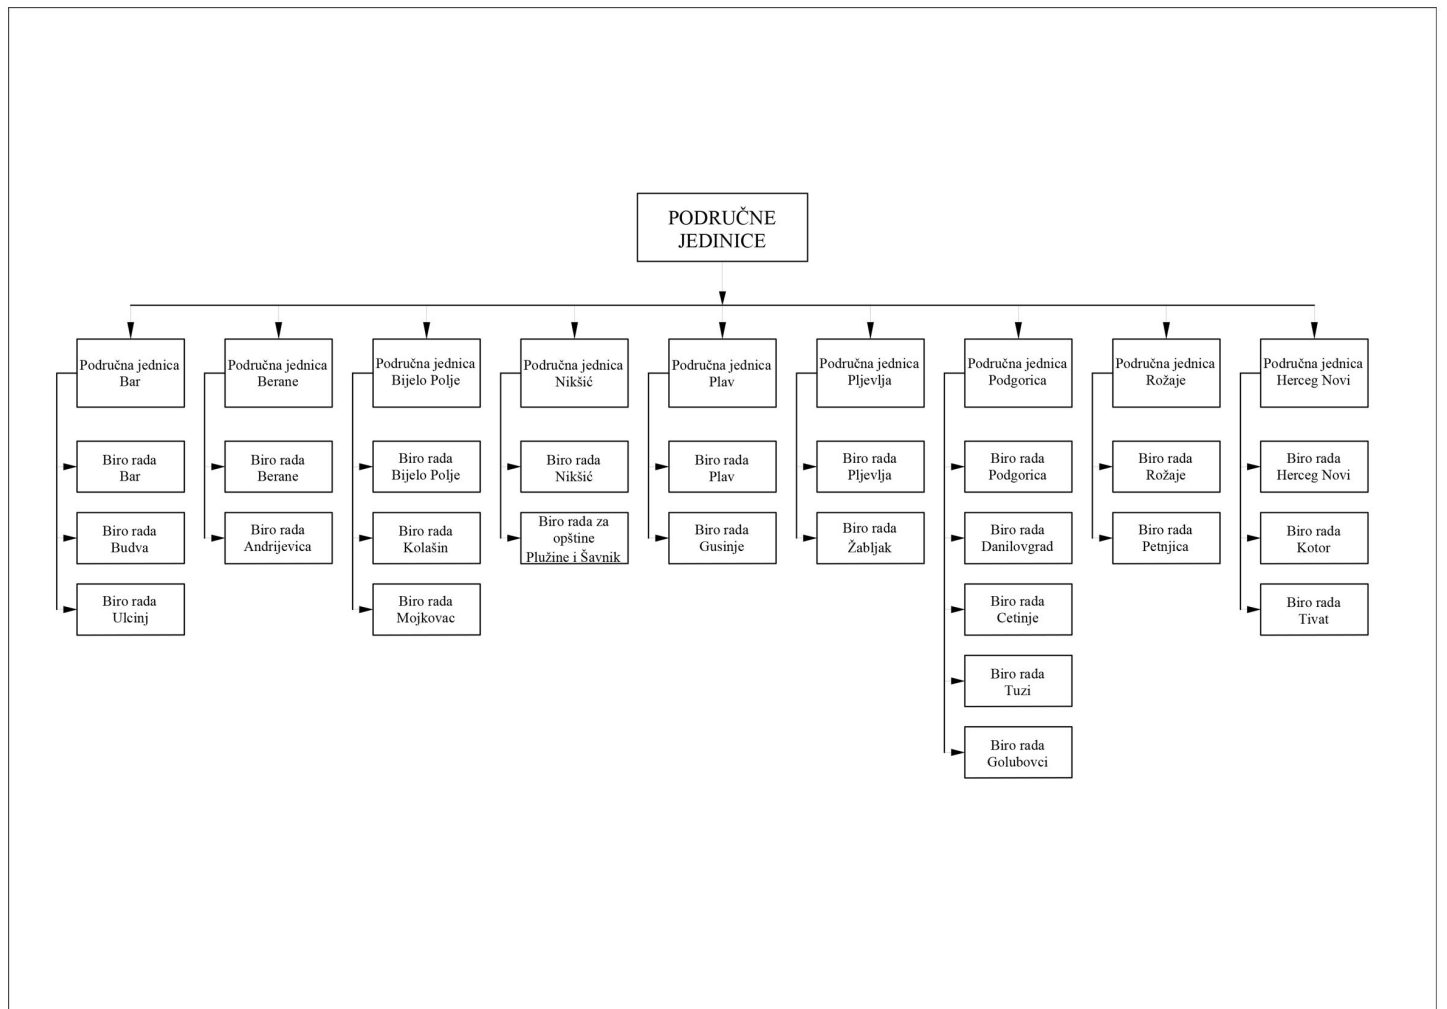 PODRUČNE
JEDINICE
Područna jednica
Bar
Područna jednica
Berane
Područna jednica
Bijelo Polje
Područna jednica
Nikšić
Područna jednica
Plav
Područna jednica
Pljevlja
Područna jednica
Podgorica
Područna jednica
Rožaje
Područna jednica
Herceg Novi
Biro rada
Bar
Biro rada
Berane
Biro rada
Bijelo Polje
Biro rada
Nikšić
Biro rada
Plav
Biro rada
Pljevlja
Biro rada
Podgorica
Biro rada
Rožaje
Biro rada
Herceg Novi
Biro rada
Budva
Biro rada
Andrijevica
Biro rada
Kolašin
Biro rada za
opštine
Plužine i Šavnik
Biro rada
Gusinje
Biro rada
Žabljak
Biro rada
Danilovgrad
Biro rada
Petnjica
Biro rada
Kotor
Biro rada
Ulcinj
Biro rada
Mojkovac
Biro rada
Cetinje
Biro rada
Tivat
Biro rada
Tuzi
Biro rada
Golubovci